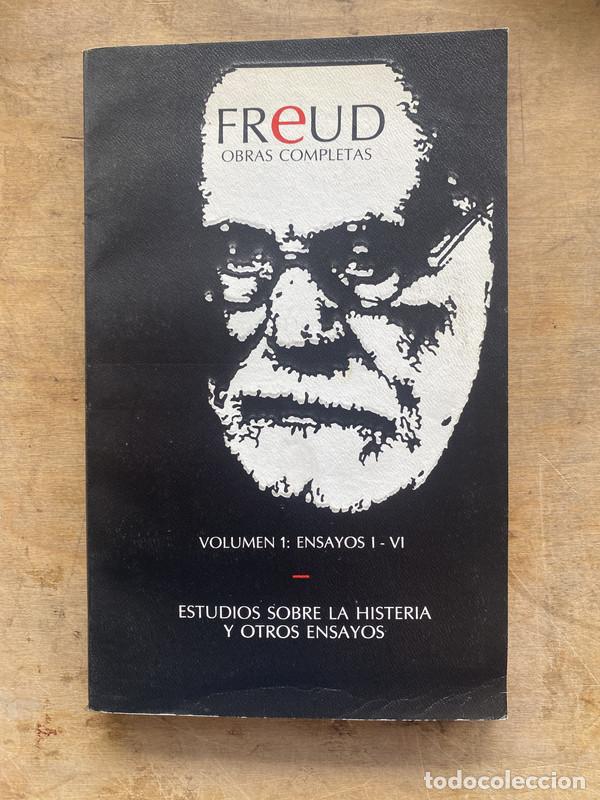 FReUD
OBRAS COMPLETAS
VOLUMEN 1: ENSAYOS I - VI
ESTUDIOS SOBRE LA HISTERIA
Y OTROS ENSAYOS
todocoleccion